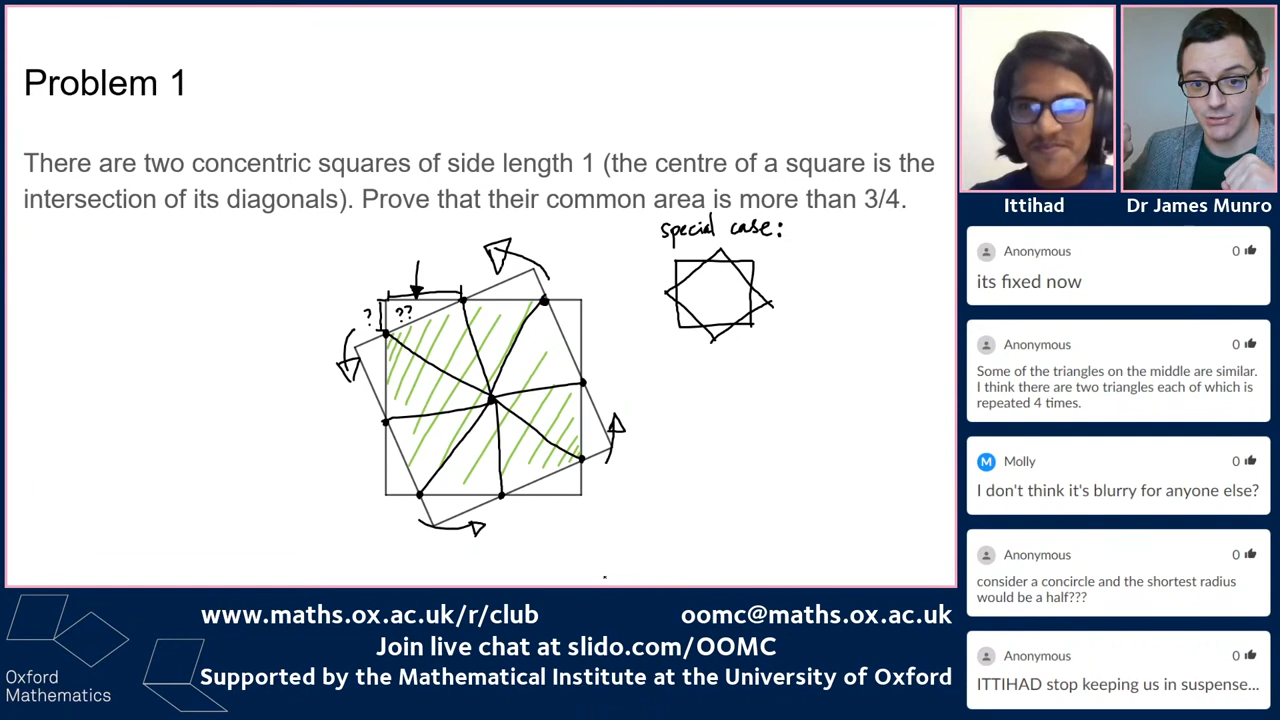 Problem 1
There are two concentric squares of side length 1 (the centre of a square is the
intersection of its diagonals). Prove that their common area is more than 3/4.
special case:
?
??
Ittihad
Dr James Munro
Anonymous
0
its fixed now
Anonymous
0
Some of the triangles on the middle are similar.
I think there are two triangles each of which is
repeated 4 times.
M
Molly
0
I don't think it's blurry for anyone else?
Anonymous
0
consider a concircle and the shortest radius
would be a half???
Anonymous
0
ITTIHAD stop keeping us in suspense...
Oxford
Mathematics
www.maths.ox.ac.uk/r/club
oomc@maths.ox.ac.uk
Join live chat at slido.com/OOMC
Supported by the Mathematical Institute at the University of Oxford